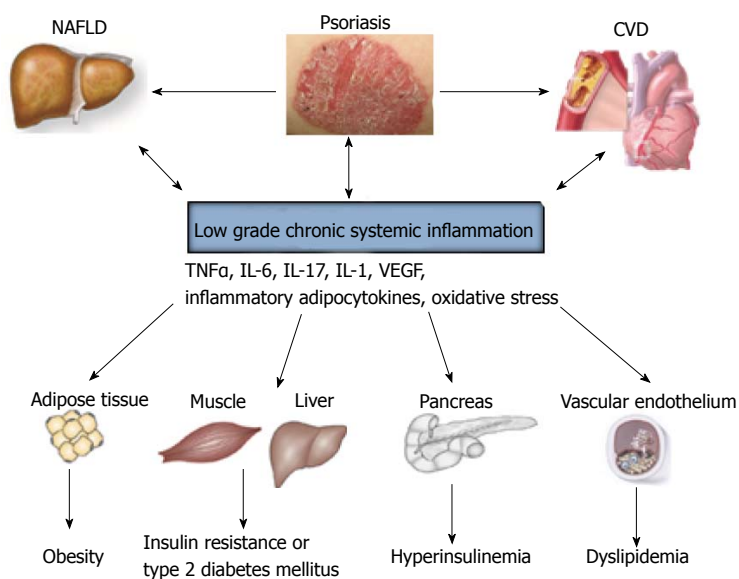 NAFLD
Psoriasis
CVD
Low grade chronic systemic inflammation
TNFα, IL-6, IL-17, IL-1, VEGF,
inflammatory adipocytokines, oxidative stress
Adipose tissue
Muscle
Liver
Pancreas
Vascular endothelium
Obesity
Insulin resistance or
type 2 diabetes mellitus
Hyperinsulinemia
Dyslipidemia